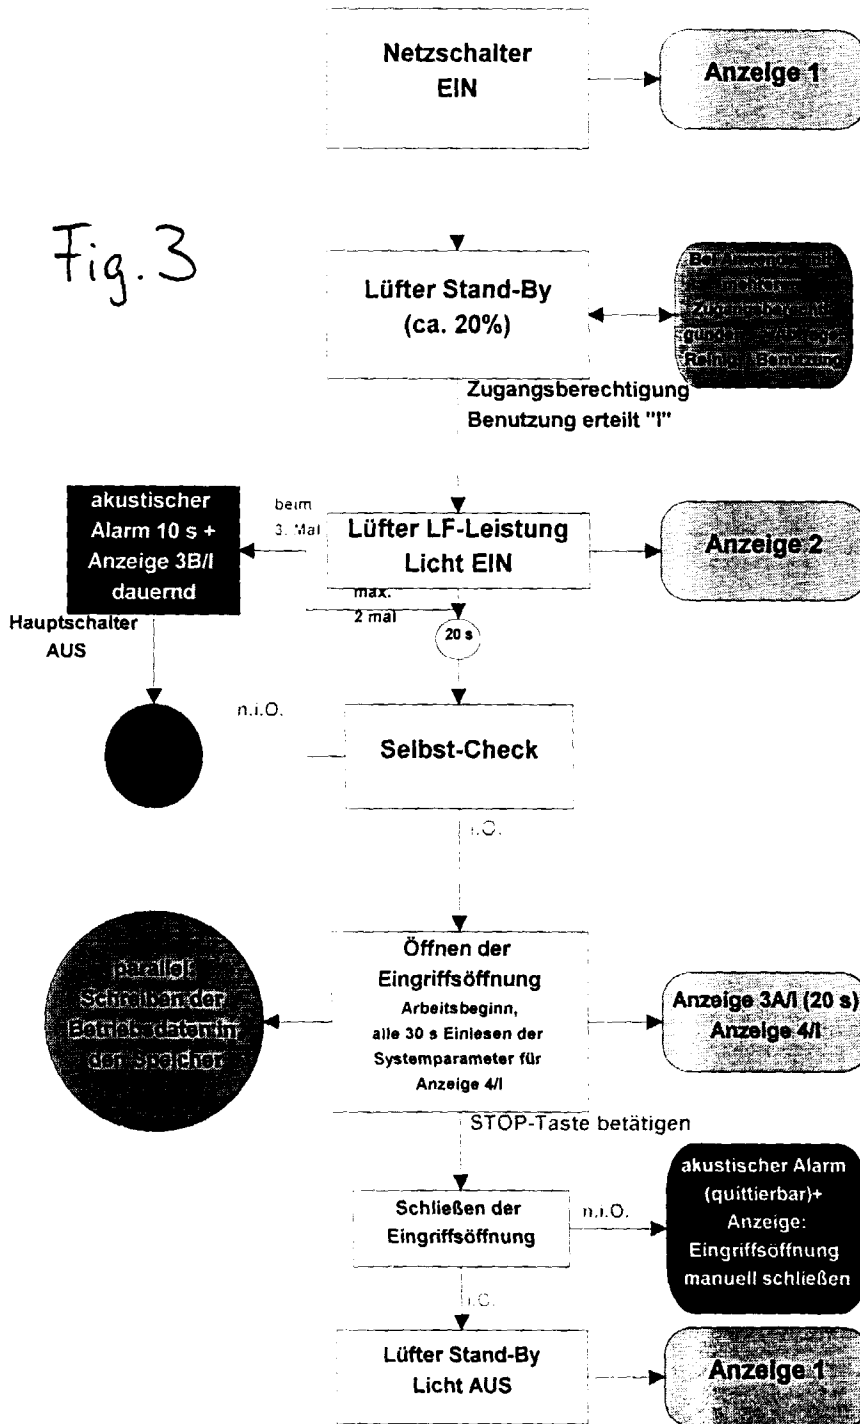 Netzschalter
EIN
Anzeige 1
Fig. 3
Lüfter Stand-By
(ca. 20%)
Reinig. Benutzung
Zugangsberechtigung
Benutzung erteilt "I"
akustischer
Alarm 10 s +
Anzeige 3B/I
dauernd
beim
3. Mal
Lüfter LF-Leistung
Licht EIN
Anzeige 2
max.
2 mal
20 s
Hauptschalter
AUS
n.i.O.
Selbst-Check
i.O.
parallel:
Schreiben der
Betriebsdaten in
den Speicher
Öffnen der
Eingriffsöffnung
Arbeitsbeginn,
alle 30 s Einlesen der
Systemparameter für
Anzeige 4/I
Anzeige 3A/I (20 s)
Anzeige 4/I
STOP-Taste betätigen
Schließen der
Eingriffsöffnung
n.i.O.
akustischer Alarm
(quittierbar)+
Anzeige:
Eingriffsöffnung
manuell schließen
i.O.
Lüfter Stand-By
Licht AUS
Anzeige 1